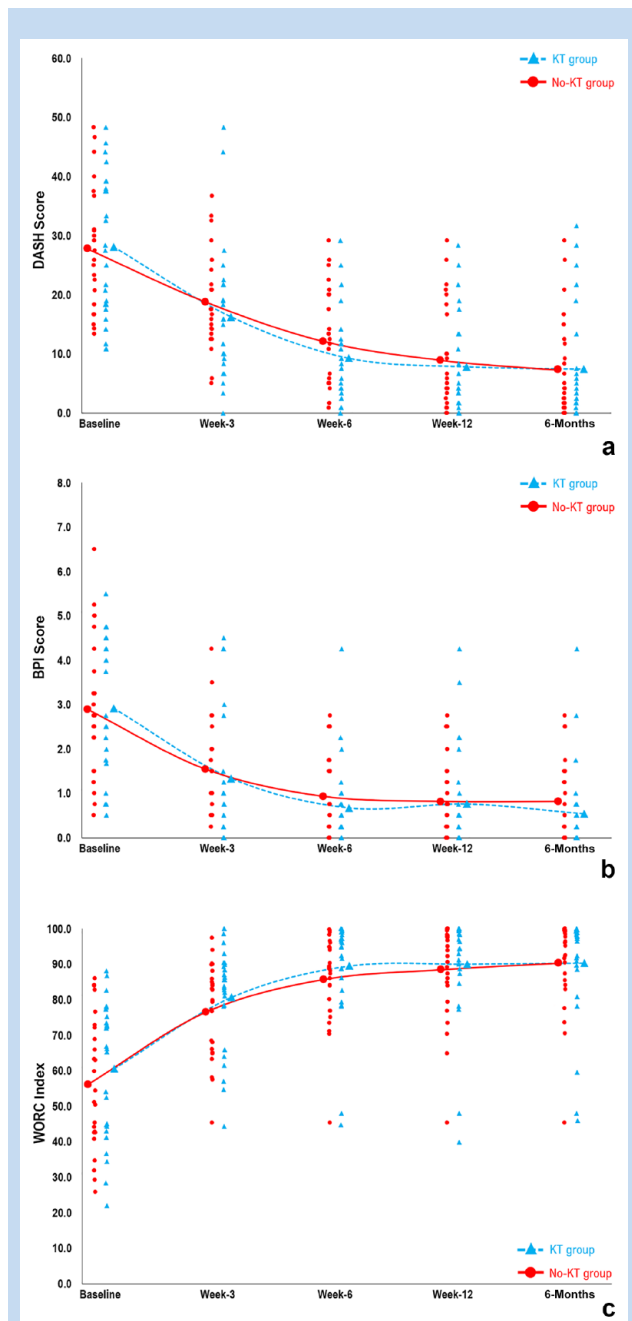 60.0
KT group
No-KT group
50.0
40.0
DASH Score
30.0
20.0
10.0
0.0
Baseline Week-3 Week-6 Week-12 6-Months
a
8.0
KT group
No-KT group
7.0
6.0
5.0
BPI Score
4.0
3.0
2.0
1.0
0.0
Baseline Week-3 Week-6 Week-12 6-Months
b
100.0
90.0
80.0
70.0
60.0
WORC Index
50.0
40.0
30.0
20.0
10.0
KT group
No-KT group
0.0
Baseline Week-3 Week-6 Week-12 6-Months
c